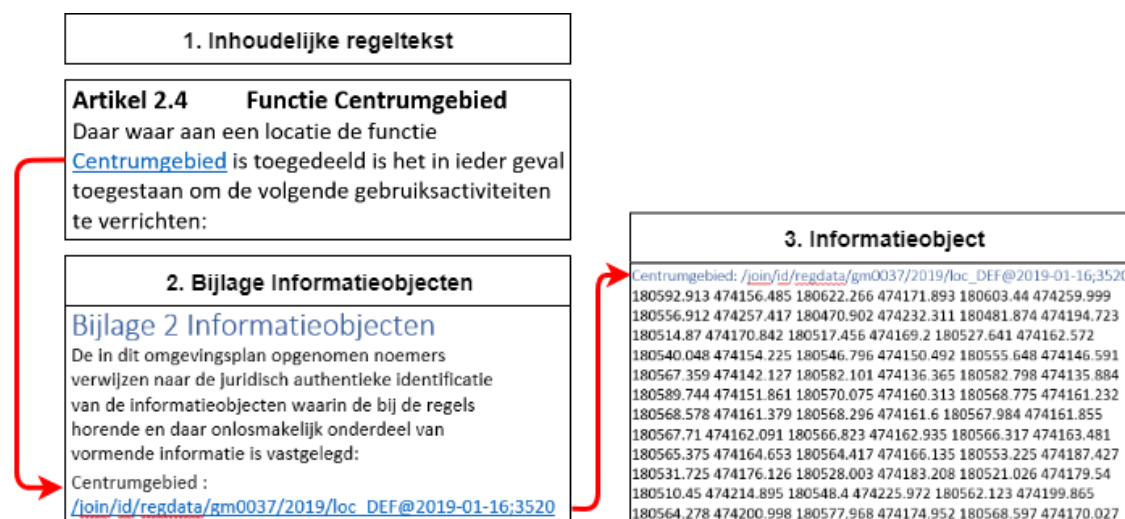 1. Inhoudelijke regeltekst
Artikel 2.4 Functie Centrumgebied
Daar waar aan een locatie de functie
Centrumgebied is toegedeeld is het in ieder geval
toegestaan om de volgende gebruiksactiviteiten
te verrichten:
2. Bijlage Informatieobjecten
Bijlage 2 Informatieobjecten
De in dit omgevingsplan opgenomen noemers
verwijzen naar de juridisch authentieke identificatie
van de informatieobjecten waarin de bij de regels
horende en daar onlosmakelijk onderdeel van
vormende informatie is vastgelegd:
Centrumgebied :
/join/id/regdata/gm0037/2019/loc_DEF@2019-01-16;3520
3. Informatieobject
Centrumgebied: /join/id/regdata/gm0037/2019/loc_DEF@2019-01-16;3520
180592.913 474156.485 180622.266 474171.893 180603.44 474259.999
180556.912 474257.417 180470.902 474232.311 180481.874 474194.723
180514.87 474170.842 180517.456 474169.2 180527.641 474162.572
180540.048 474154.225 180546.796 474150.492 180555.648 474146.591
180567.359 474142.127 180582.101 474136.365 180582.798 474135.884
180589.744 474151.861 180570.075 474160.313 180568.775 474161.232
180568.578 474161.379 180568.296 474161.6 180567.984 474161.855
180567.71 474162.091 180566.823 474162.935 180566.317 474163.481
180565.375 474164.653 180564.417 474166.135 180553.225 474187.427
180531.725 474176.126 180528.003 474183.208 180521.026 474179.54
180510.45 474214.895 180548.4 474225.972 180562.123 474199.865
180564.278 474200.998 180577.968 474174.952 180568.597 474170.027